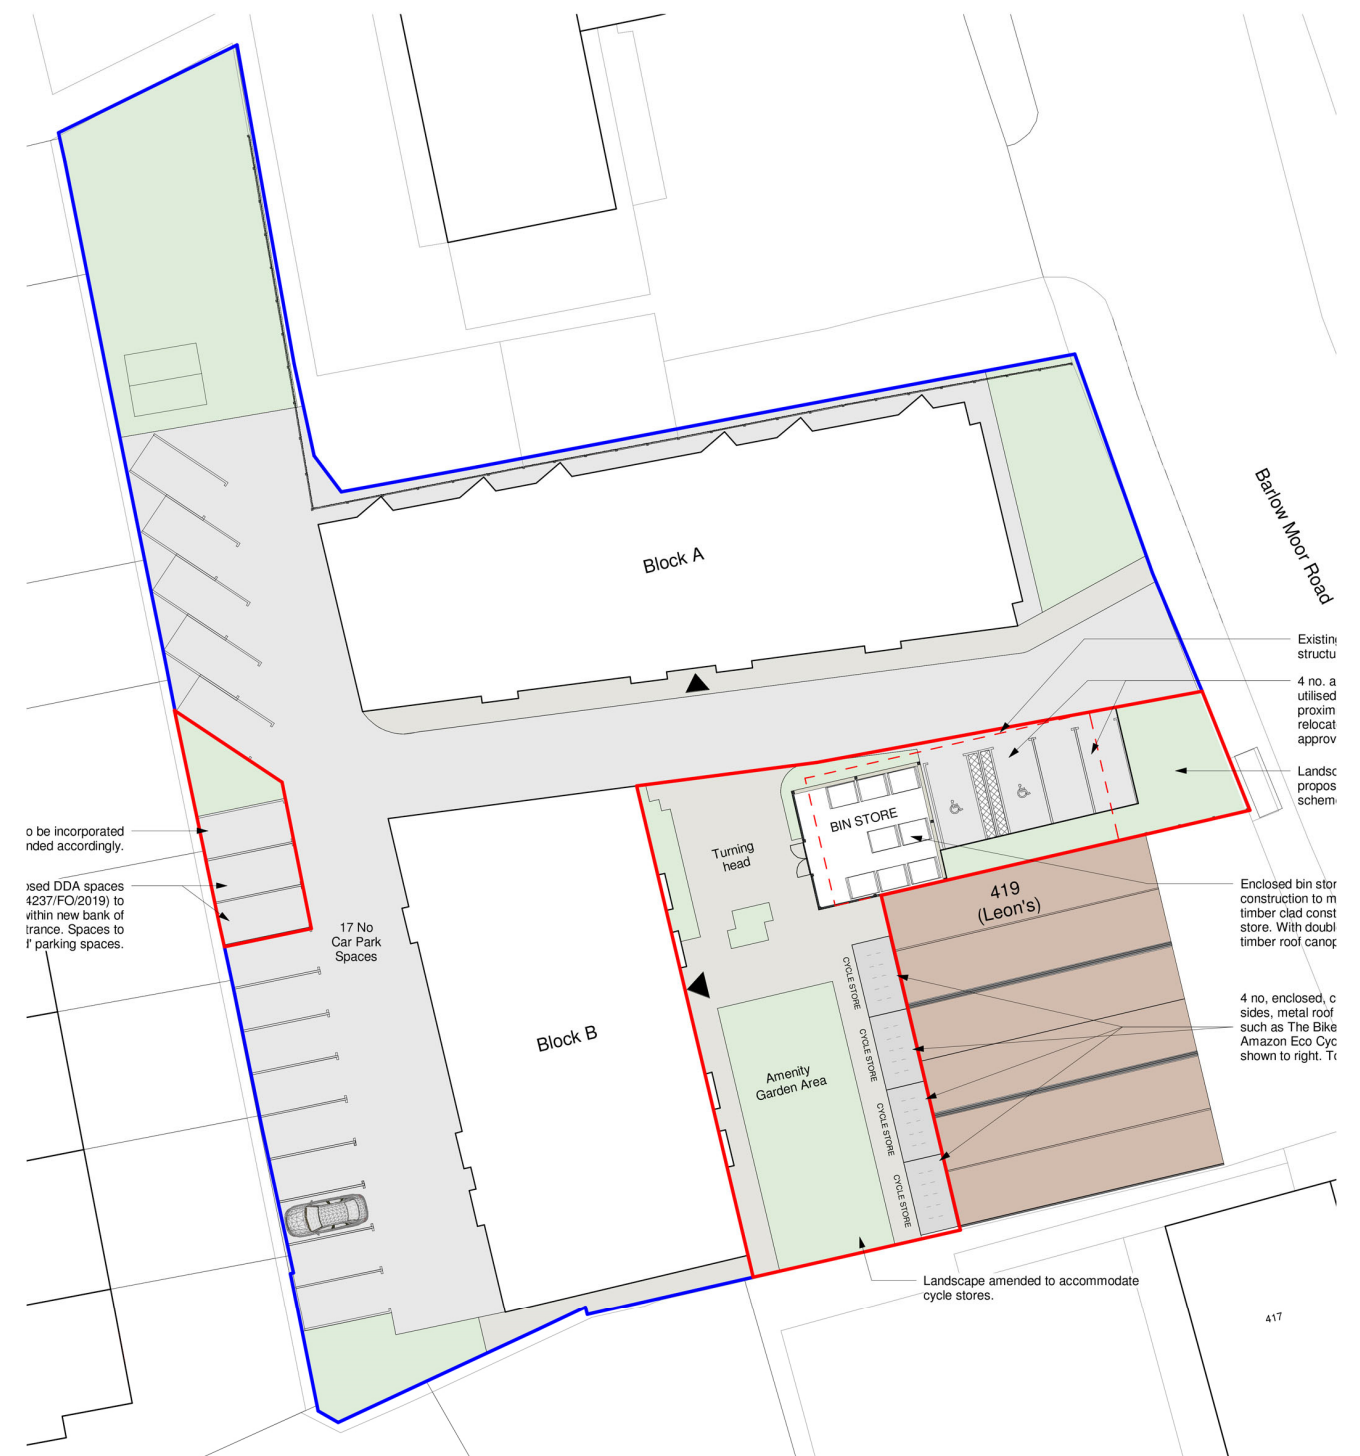 Block A
Barlow Moor Road
Existing
structu
4 no. a
utilised
proxim
relocat
approv
Landsc
propos
schem
BIN STORE
Turning
head
419
(Leon's)
Enclosed bin stor
construction to m
timber clad const
store. With doubl
timber roof canop
o be incorporated
nded accordingly.
osed DDA spaces
4237/FO/2019) to
within new bank of
trance. Spaces to
' parking spaces.
17 No
Car Park
Spaces
CYCLE STORE
CYCLE STORE
CYCLE STORE
CYCLE STORE
4 no, enclosed, c
sides, metal roof
such as The Bike
Amazon Eco Cyc
shown to right. To
Block B
Amenity
Garden Area
Landscape amended to accommodate
cycle stores.
417